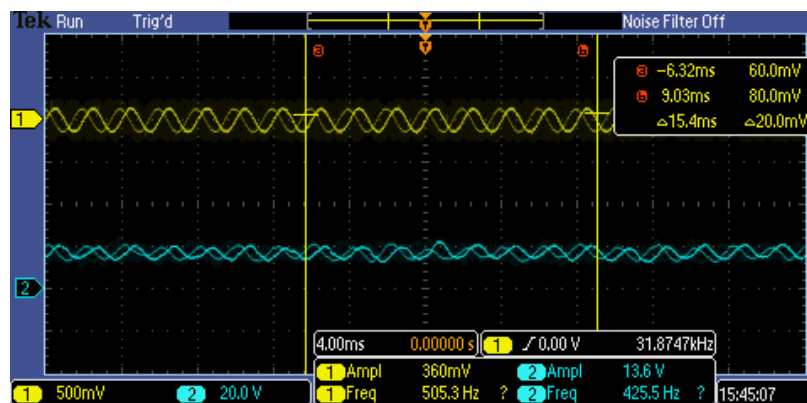 Tek Run Trig'd Noise Filter Off
T
T
a b
a -6.32ms 60.0mV
b 9.03ms 80.0mV
△15.4ms △20.0mV
1
2
4.00ms 0.00000 s 1 ƒ 0.00 V 31.8747kHz
1 Ampl 360mV 2 Ampl 13.6 V
1 Freq 505.3 Hz ? 2 Freq 425.5 Hz ?
1 500mV 2 20.0 V 15:45:07